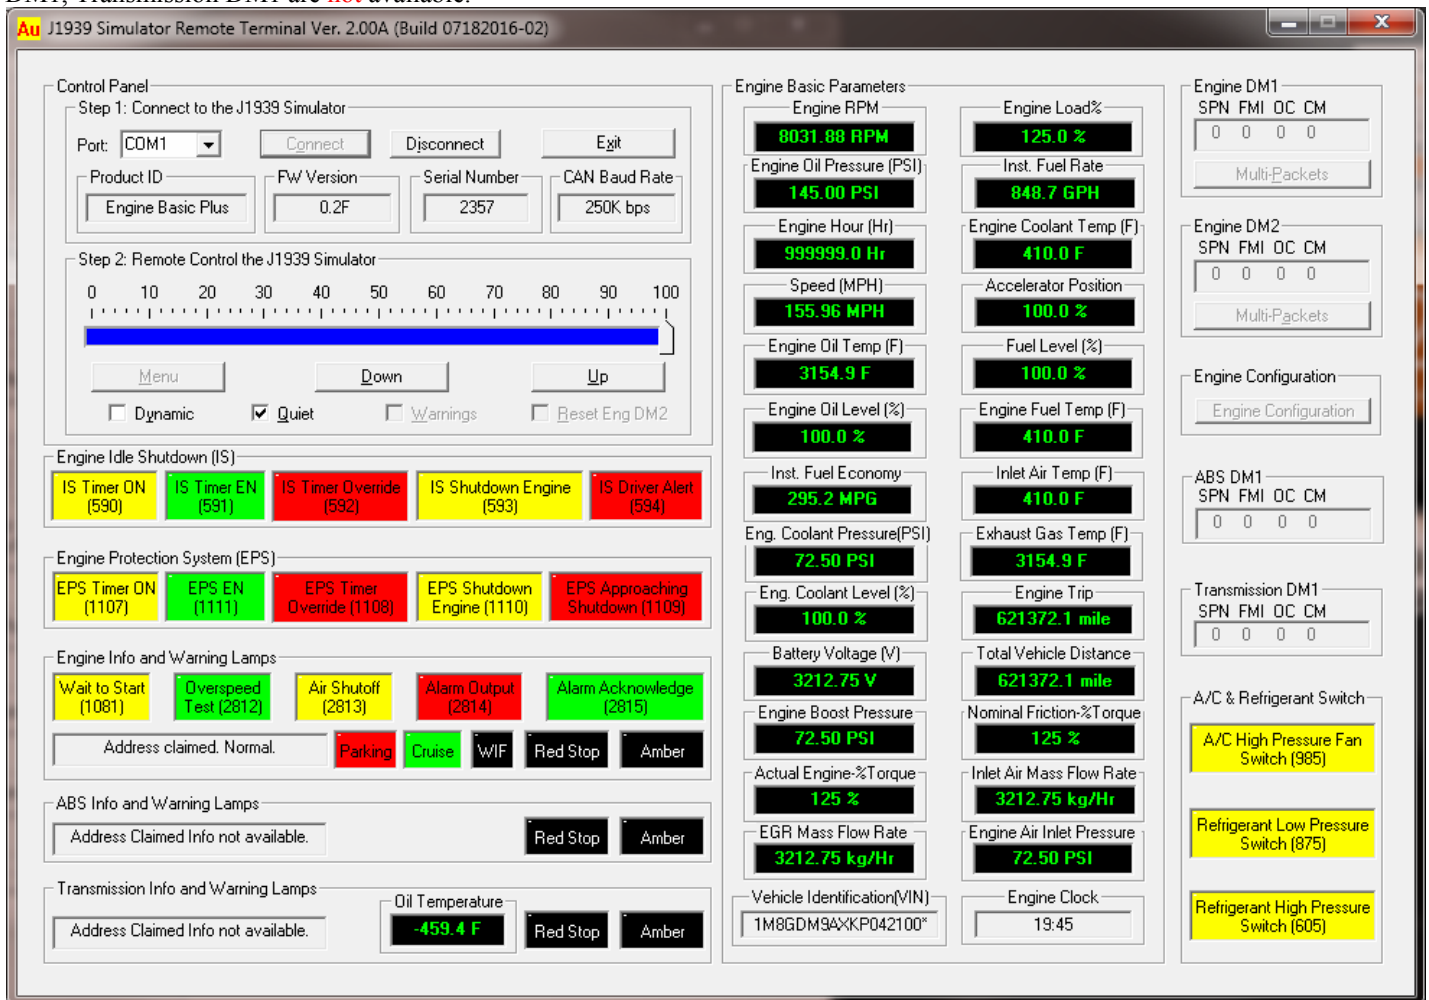 DM1, Transmission DM1 are not available.
Au J1939 Simulator Remote Terminal Ver. 2.00A (Build 07182016-02)
Control Panel
Step 1: Connect to the J1939 Simulator
Port: COM1 Connect Disconnect Exit
Product ID FW Version Serial Number CAN Baud Rate
Engine Basic Plus 0.2F 2357 250K bps
Step 2: Remote Control the J1939 Simulator
0 10 20 30 40 50 60 70 80 90 100
Menu Down Up
Dynamic Quiet Warnings Reset Eng DM2
Engine Idle Shutdown (IS)
IS Timer ON (590) IS Timer EN (591) IS Timer Override (592) IS Shutdown Engine (593) IS Driver Alert (594)
Engine Protection System (EPS)
EPS Timer ON (1107) EPS EN (1111) EPS Timer Override (1108) EPS Shutdown Engine (1110) EPS Approaching Shutdown (1109)
Engine Info and Warning Lamps
Wait to Start (1081) Overspeed Test (2812) Air Shutoff (2813) Alarm Output (2814) Alarm Acknowledge (2815)
Address claimed. Normal. Parking Cruise WIF Red Stop Amber
ABS Info and Warning Lamps
Address Claimed Info not available. Red Stop Amber
Transmission Info and Warning Lamps
Address Claimed Info not available. Oil Temperature -459.4 F Red Stop Amber
Engine Basic Parameters
Engine RPM Engine Load%
8031.88 RPM 125.0 %
Engine Oil Pressure (PSI) Inst. Fuel Rate
145.00 PSI 848.7 GPH
Engine Hour (Hr) Engine Coolant Temp (F)
999999.0 Hr 410.0 F
Speed (MPH) Accelerator Position
155.96 MPH 100.0 %
Engine Oil Temp (F) Fuel Level (%)
3154.9 F 100.0 %
Engine Oil Level (%) Engine Fuel Temp (F)
100.0 % 410.0 F
Inst. Fuel Economy Inlet Air Temp (F)
295.2 MPG 410.0 F
Eng. Coolant Pressure(PSI) Exhaust Gas Temp (F)
72.50 PSI 3154.9 F
Eng. Coolant Level (%) Engine Trip
100.0 % 621372.1 mile
Battery Voltage (V) Total Vehicle Distance
3212.75 V 621372.1 mile
Engine Boost Pressure Nominal Friction-%Torque
72.50 PSI 125 %
Actual Engine-%Torque Inlet Air Mass Flow Rate
125 % 3212.75 kg/Hr
EGR Mass Flow Rate Engine Air Inlet Pressure
3212.75 kg/Hr 72.50 PSI
Vehicle Identification(VIN) Engine Clock
1M8GDM9AXKP042100* 19:45
Engine DM1
SPN FMI OC CM
0 0 0 0
Multi-Packets
Engine DM2
SPN FMI OC CM
0 0 0 0
Multi-Packets
Engine Configuration
Engine Configuration
ABS DM1
SPN FMI OC CM
0 0 0 0
Transmission DM1
SPN FMI OC CM
0 0 0 0
A/C & Refrigerant Switch
A/C High Pressure Fan
Switch (985)
Refrigerant Low Pressure
Switch (875)
Refrigerant High Pressure
Switch (605)